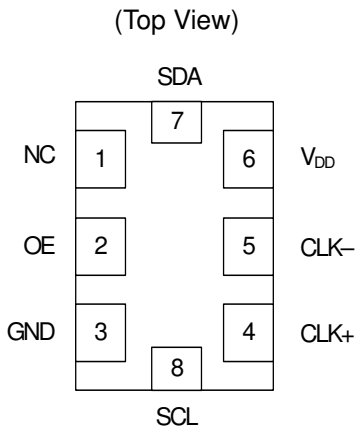 (Top View)
SDA
7
NC 1 6 VDD
OE 2 5 CLK–
GND 3 4 CLK+
8
SCL